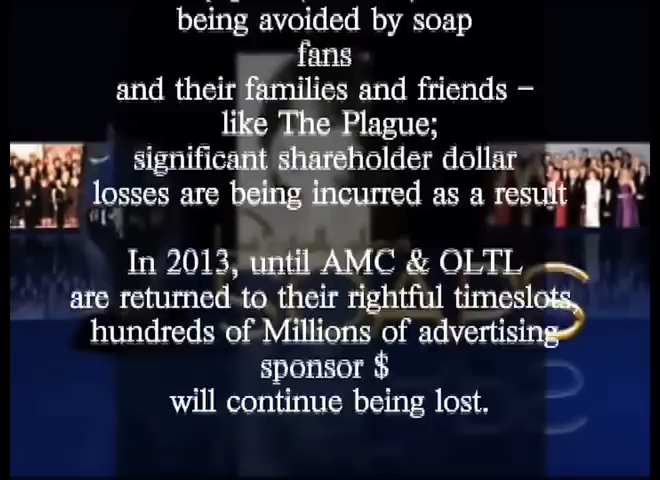 being avoided by soap
fans
and their families and friends –
like The Plague;
significant shareholder dollar
losses are being incurred as a result
In 2013, until AMC & OLTL
are returned to their rightful timeslots,
hundreds of Millions of advertising
sponsor $
will continue being lost.